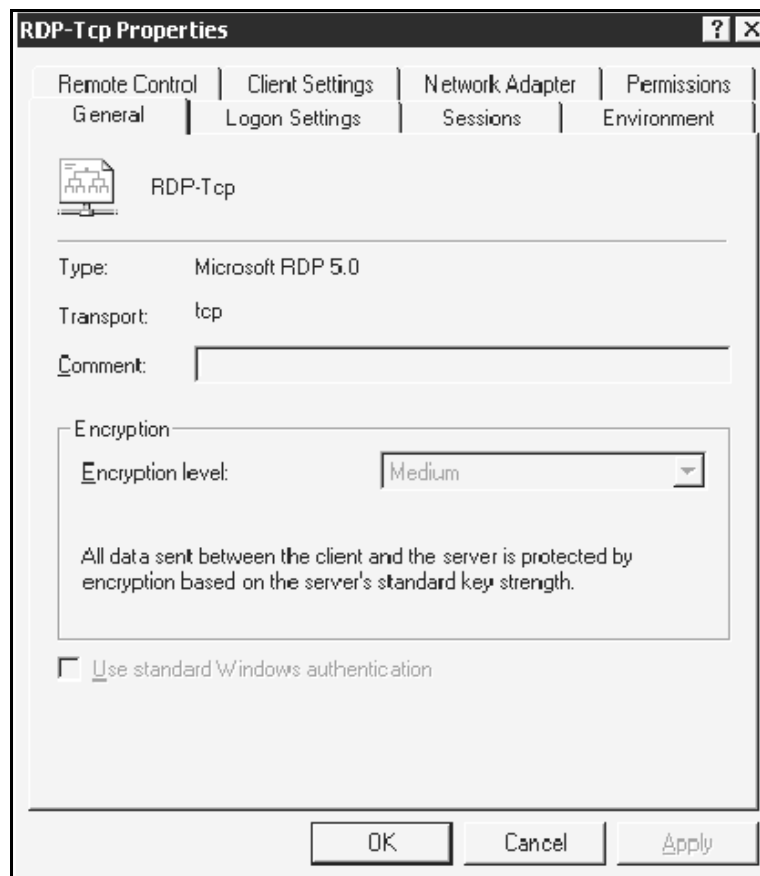 RDP-Tcp Properties
Remote Control Client Settings Network Adapter Permissions
General Logon Settings Sessions Environment
RDP-Tcp
Type: Microsoft RDP 5.0
Transport: tcp
Comment:
Encryption
Encryption level: Medium
All data sent between the client and the server is protected by
encryption based on the server's standard key strength.
Use standard Windows authentication
OK Cancel Apply